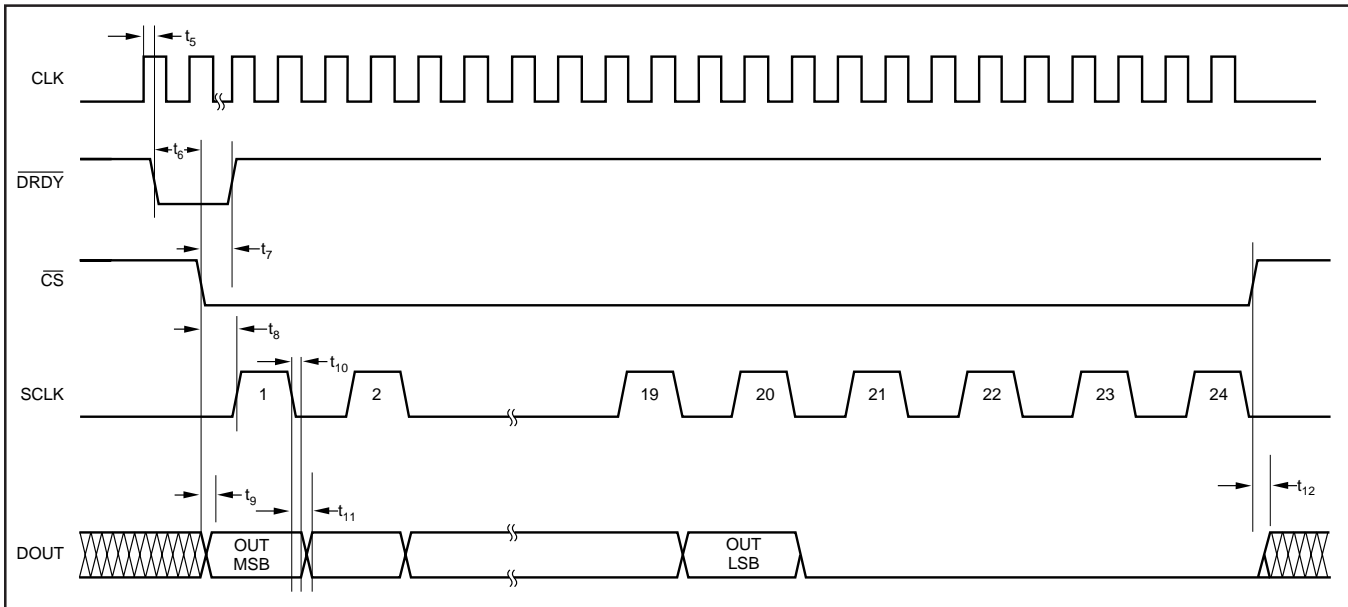 t5
CLK
t6
DRDY
t7
CS
t8
t10
SCLK
1
2
19
20
21
22
23
24
t9
t11
t12
DOUT
OUT
MSB
OUT
LSB